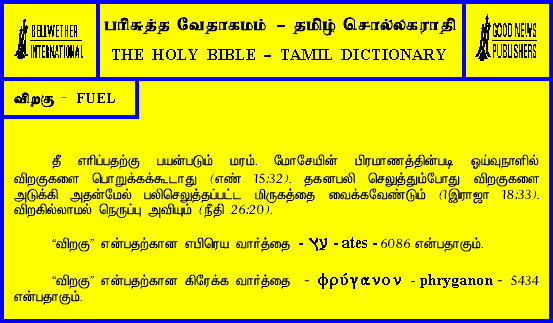 BELLWETHER
INTERNATIONAL
பரிசுத்த வேதாகமம் - தமிழ் சொல்லகராதி
THE HOLY BIBLE - TAMIL DICTIONARY
GOOD NEWS
PUBLISHERS
விறகு - FUEL
தீ எரிப்பதற்கு பயன்படும் மரம். மோசேயின் பிரமாணத்தின்படி ஓய்வுநாளில்
விறகுகளை பொறுக்கக்கூடாது (எண் 15:32). தகனபலி செலுத்தும்போது விறகுகளை
அடுக்கி அதன்மேல் பலிசெலுத்தப்பட்ட மிருகத்தை வைக்கவேண்டும் (1இராஜா 18:33).
விறகில்லாமல் நெருப்பு அவியும் (நீதி 26:20).
“விறகு” என்பதற்கான எபிரெய வார்த்தை - עץ - ates - 6086 என்பதாகும்.
“விறகு” என்பதற்கான கிரேக்க வார்த்தை - φρύγανον - phryganon - 5434
என்பதாகும்.